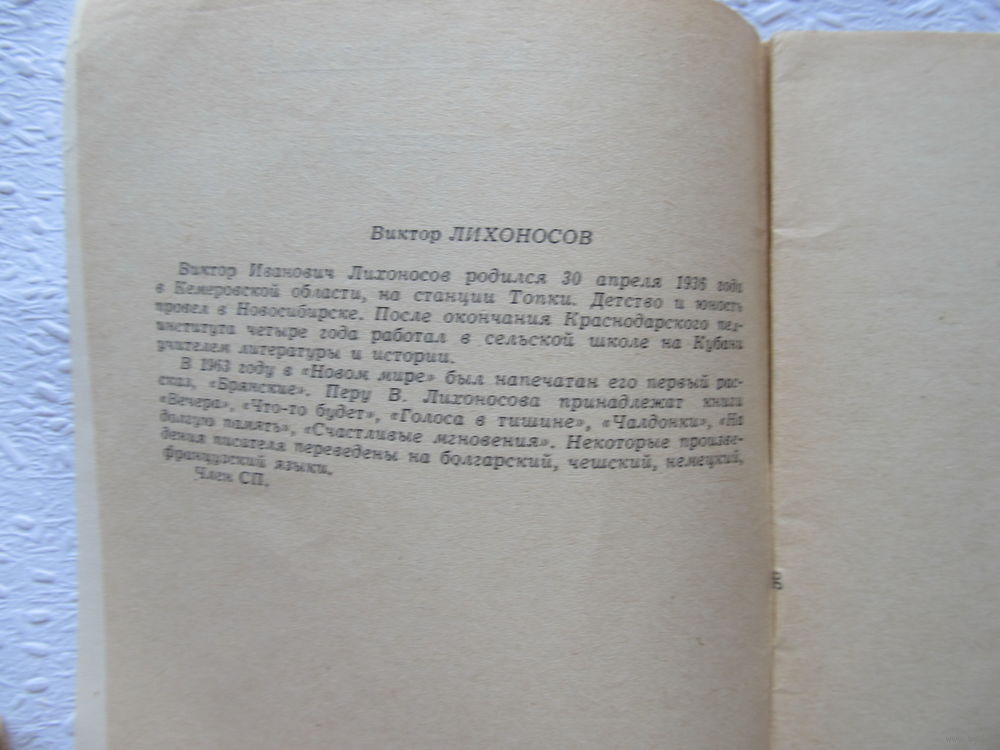 Виктор ЛИХОНОСОВ
Виктор Иванович Лихоносов родился 30 апреля 1936 года
в Кемеровской области, на станции Топки. Детство и юность
провел в Новосибирске. После окончания Краснодарского пед-
института четыре года работал в сельской школе на Кубани
учителем литературы и истории.
В 1963 году в «Новом мире» был напечатан его первый рас-
сказ, «Брянские». Перу В. Лихоносова принадлежат книги
«Вечера», «Что-то будет», «Голоса в тишине», «Чалдонки», «На
долгую память», «Счастливые мгновения». Некоторые произве-
дения писателя переведены на болгарский, чешский, немецкий,
французский языки.
Член СП.